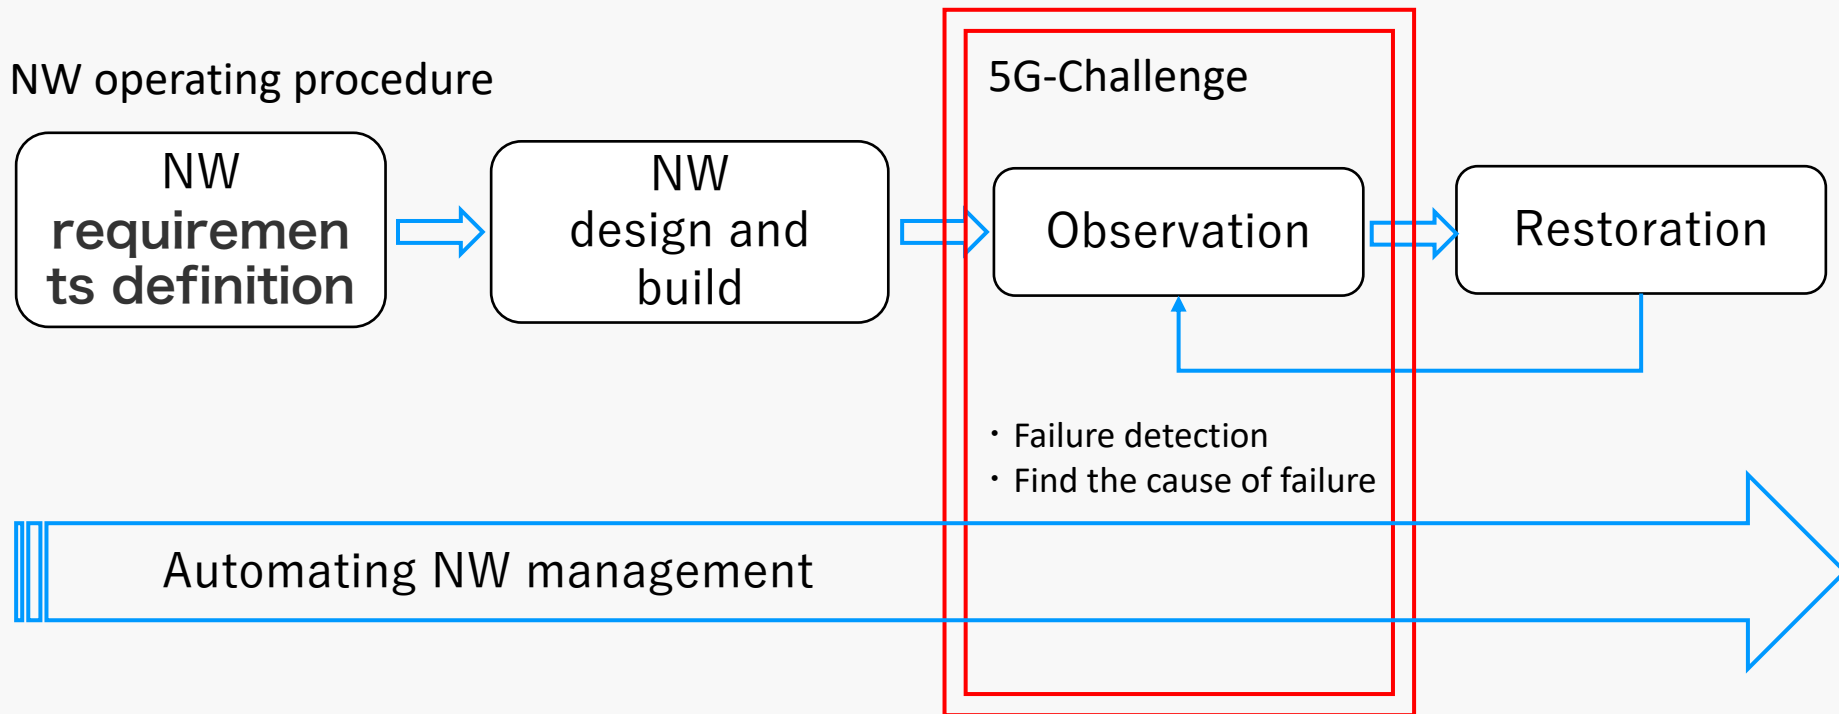 NW operating procedure
5G-Challenge
NW
requiremen
ts definition
NW
design and
build
Observation
Restoration
・Failure detection
・Find the cause of failure
Automating NW management